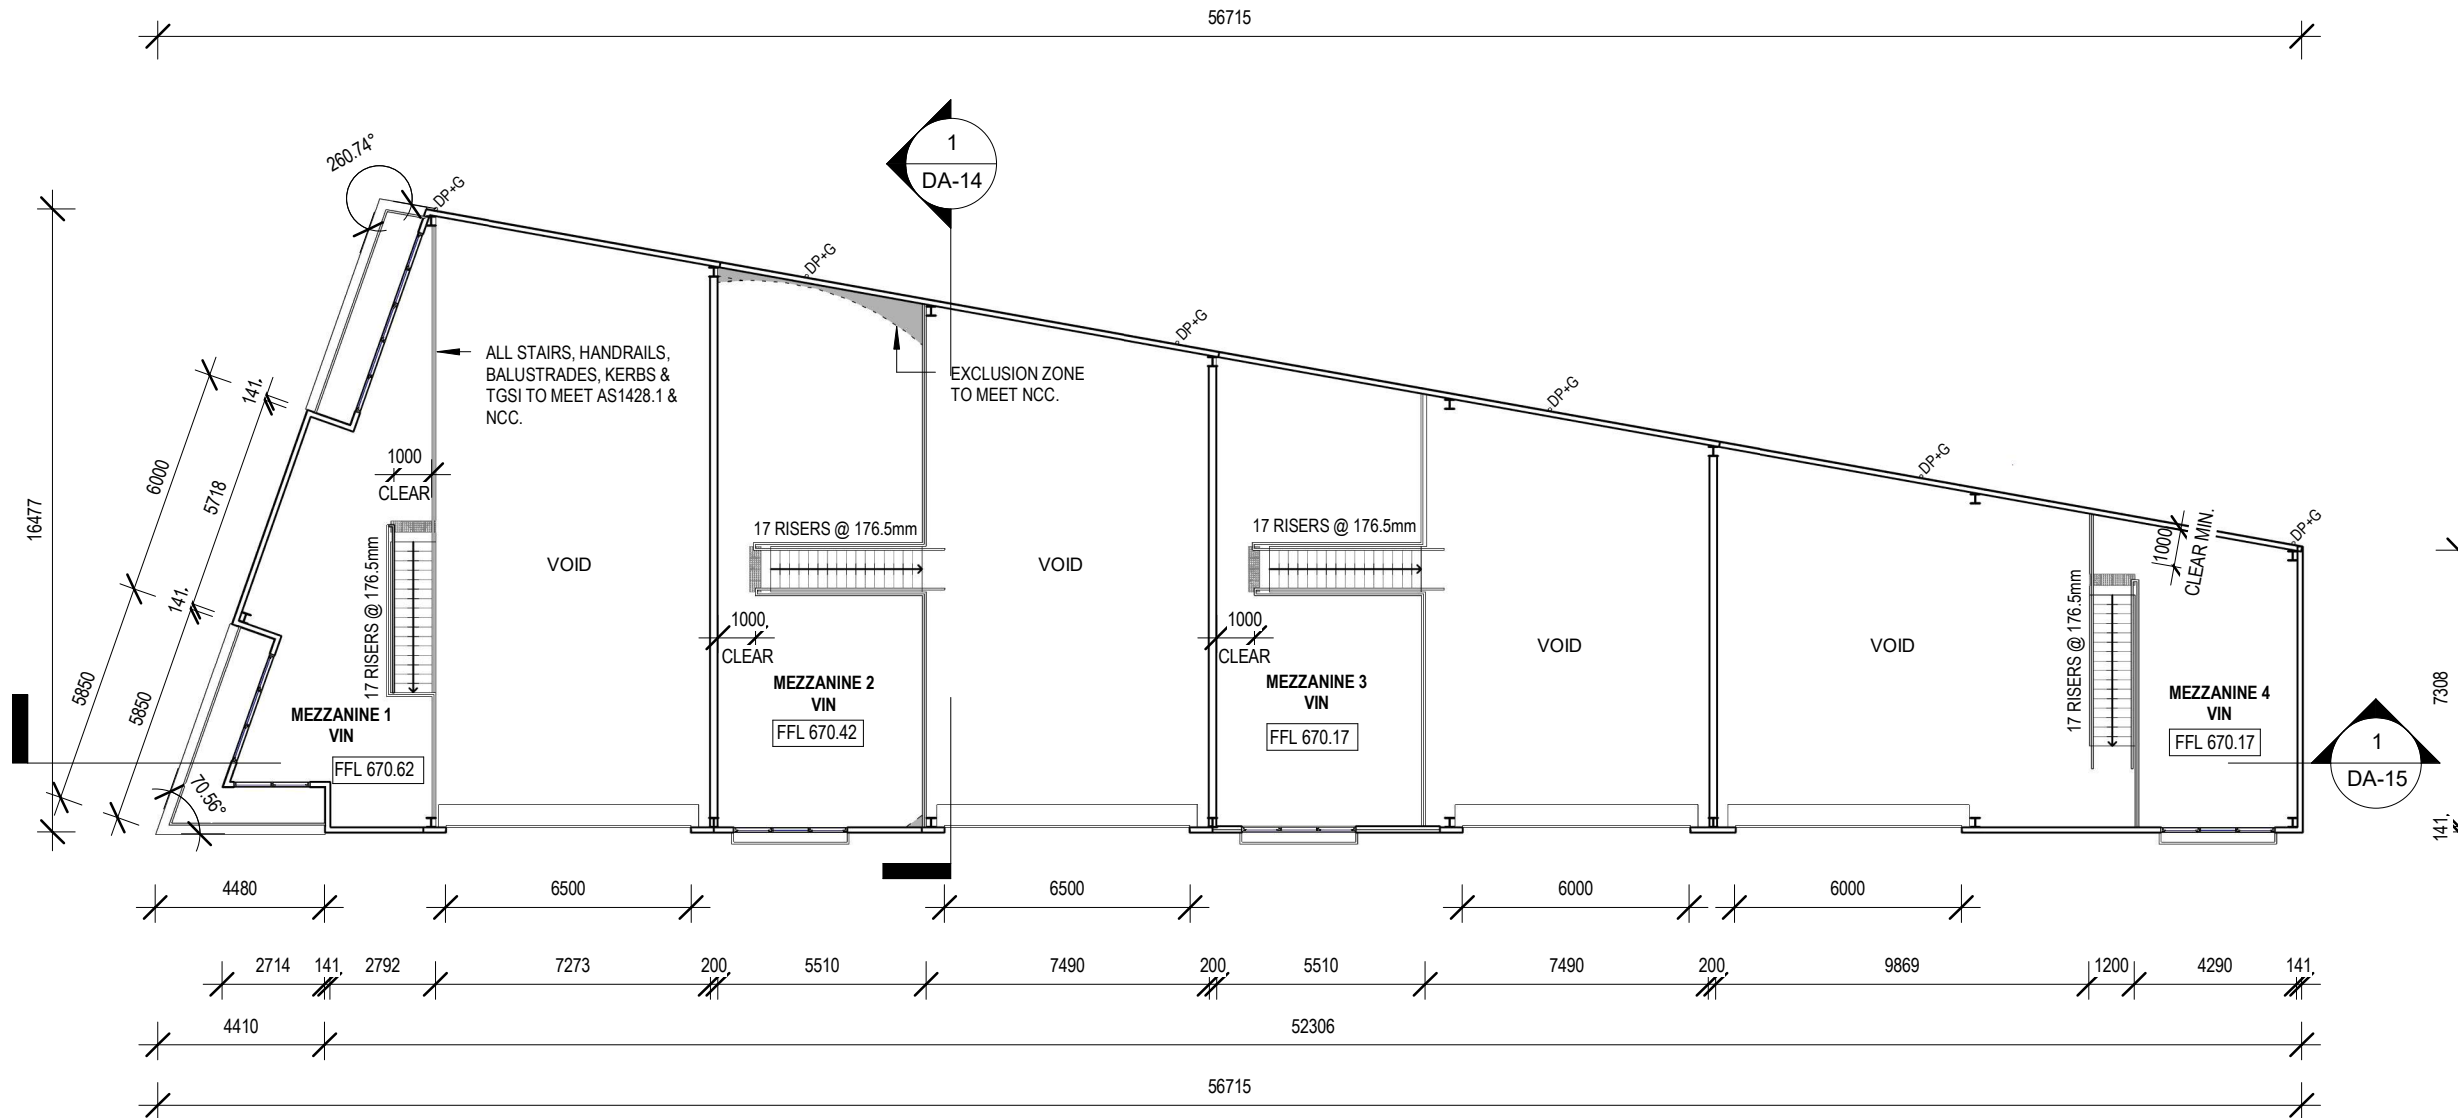 56715
260.74°
1
DA-14
DP+G
DP+G
DP+G
DP+G
DP+G
DP+G
16477
6000
141,
5718
141,
5850
5850
70.56°
ALL STAIRS, HANDRAILS,
BALUSTRADES, KERBS &
TGSI TO MEET AS1428.1 &
NCC.
EXCLUSION ZONE
TO MEET NCC.
1000
CLEAR
17 RISERS @ 176.5mm
MEZZANINE 1
VIN
FFL 670.62
VOID
17 RISERS @ 176.5mm
1000,
CLEAR
MEZZANINE 2
VIN
FFL 670.42
VOID
17 RISERS @ 176.5mm
1000,
CLEAR
MEZZANINE 3
VIN
FFL 670.17
VOID
VOID
17 RISERS @ 176.5mm
1000
CLEAR MIN.
MEZZANINE 4
VIN
FFL 670.17
1
DA-15
7308
141,
4480
6500
6500
6000
6000
2714
141,
2792
7273
200,
5510
7490
200,
5510
7490
200,
9869
1200
4290
141,
4410
52306
56715